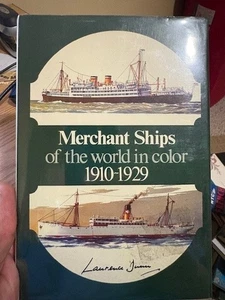 Merchant Ships
of the world in color
1910-1929
Laurence Dunn